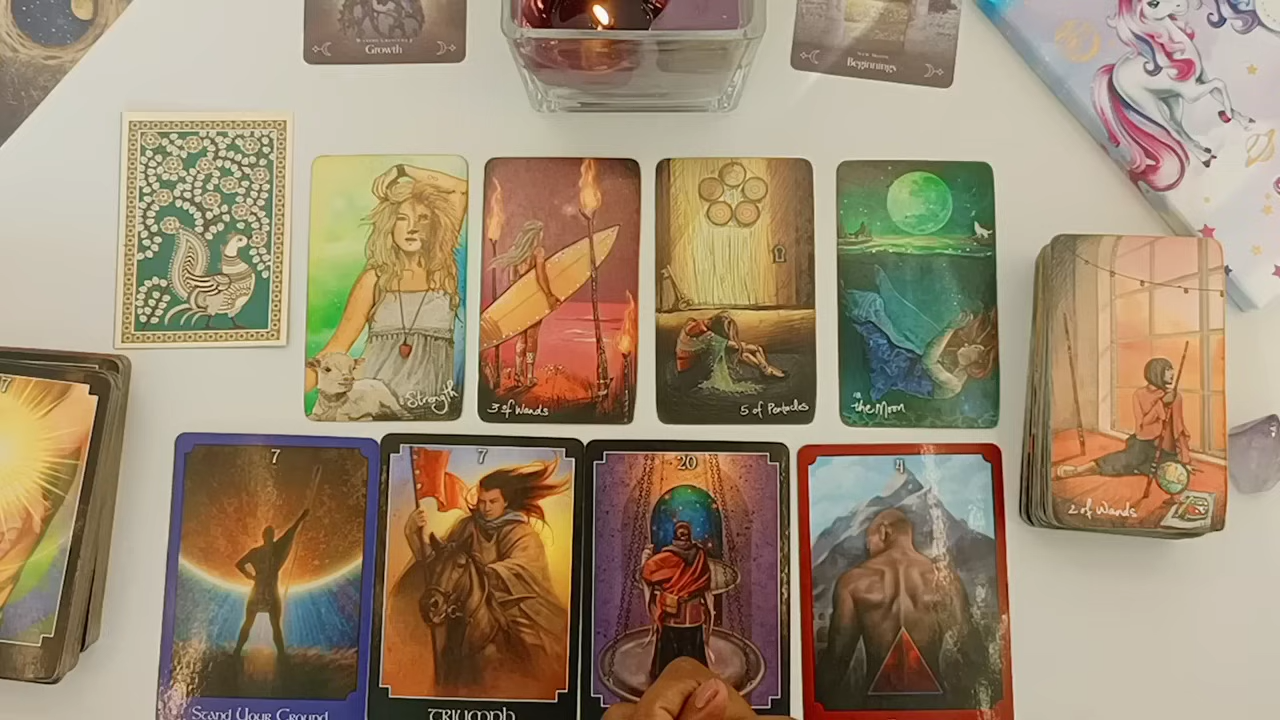 Growth
Beginnings
Strength
3 of Wands
5 of Pentacles
the Moon
7
2 of Wands
7
7
20
4
Stand Your Ground
TRIUMPH